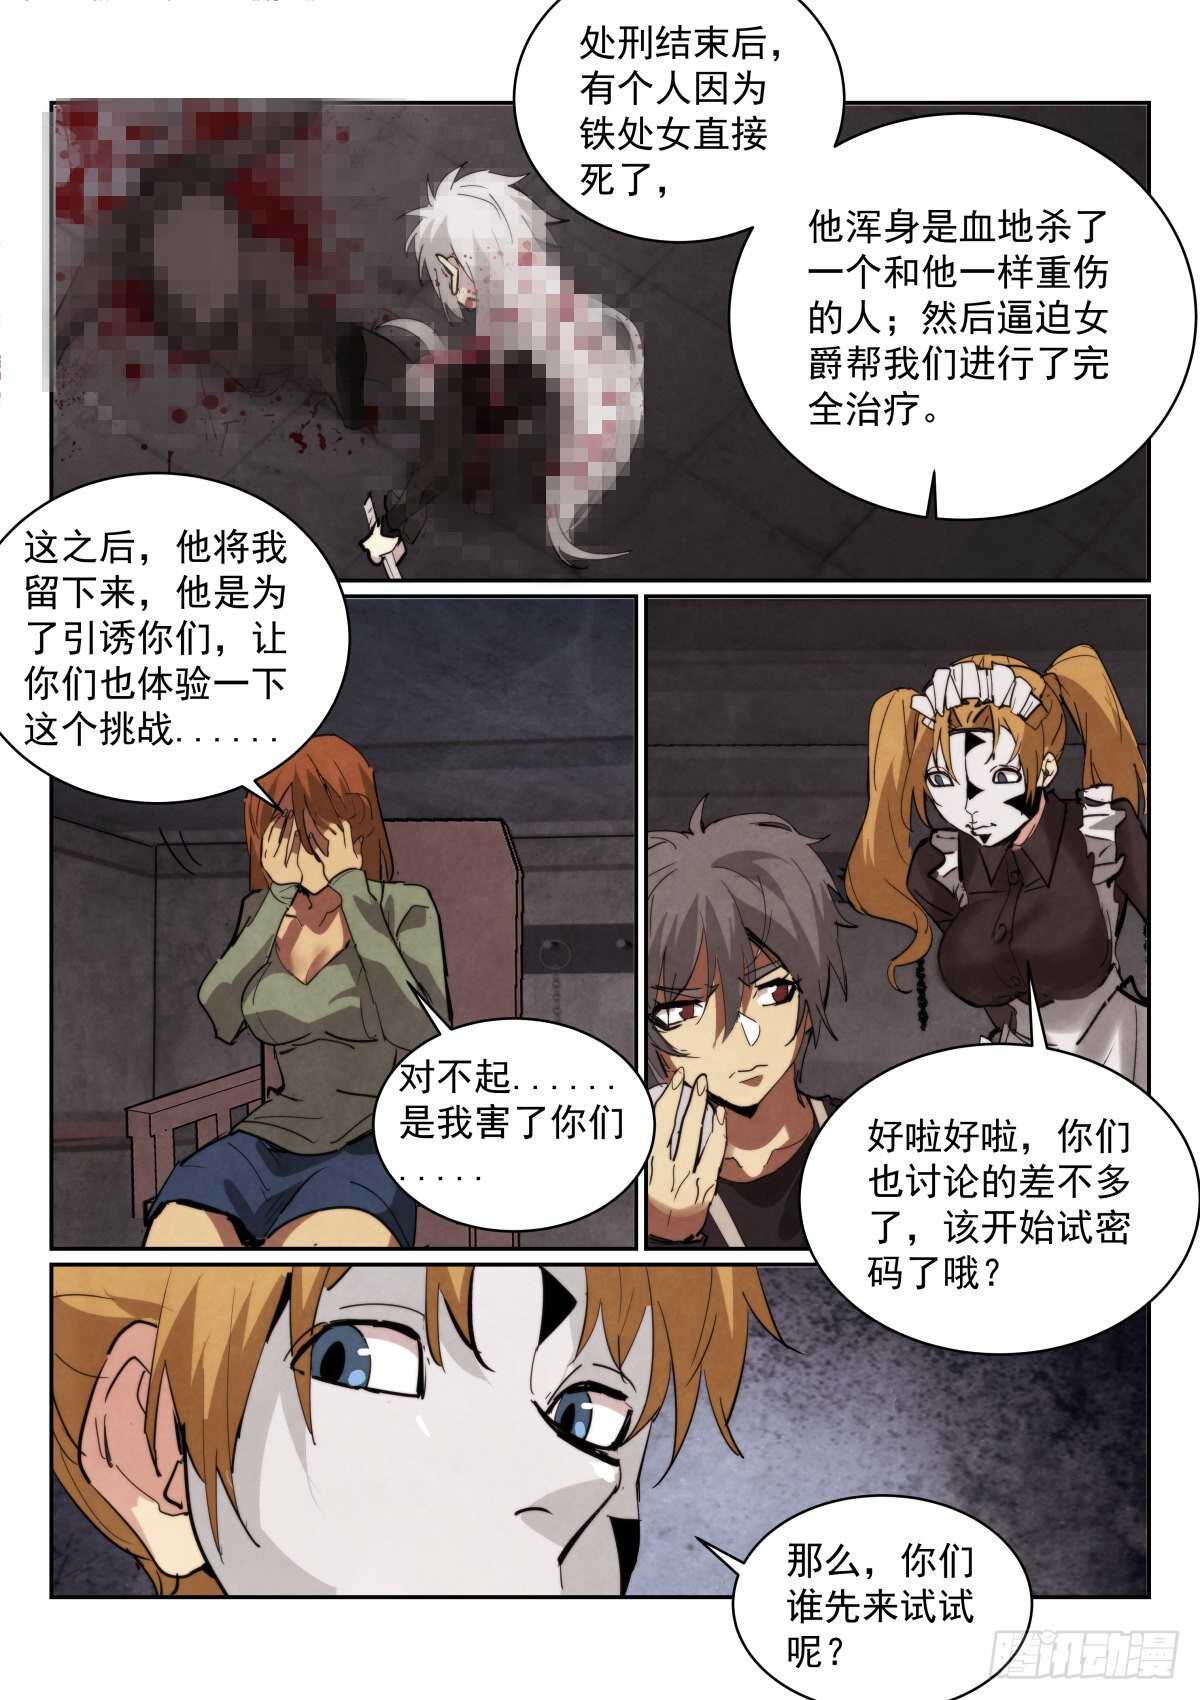 处刑结束后，
有个人因为
铁处女直接
死了，
他浑身是血地杀了
一个和他一样重伤
的人；然后逼迫女
爵帮我们进行了完
全治疗。
这之后，他将我
留下来，他是为
了引诱你们，让
你们也体验一下
这个挑战......
对不起......
是我害了你们
.....
好啦好啦，你们
也讨论的差不多
了，该开始试密
码了哦？
那么，你们
谁先来试试
呢？
腾讯动漫